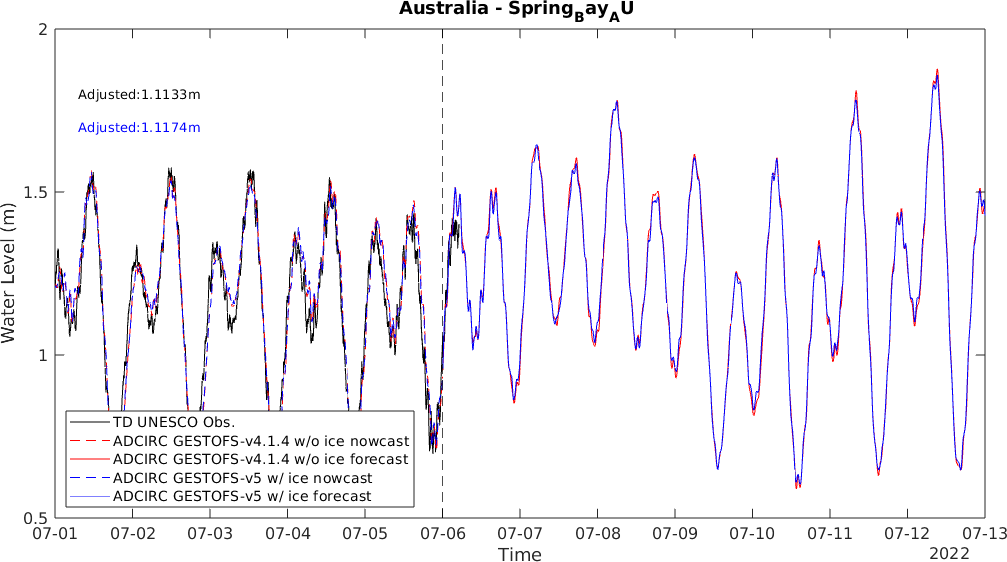 Australia - Spring_Bay_AU
2
Adjusted:1.1133m
Adjusted:1.1174m
1.5
Water Level (m)
1
TD UNESCO Obs.
ADCIRC GESTOFS-v4.1.4 w/o ice nowcast
ADCIRC GESTOFS-v4.1.4 w/o ice forecast
ADCIRC GESTOFS-v5 w/ ice nowcast
ADCIRC GESTOFS-v5 w/ ice forecast
0.5
07-01 07-02 07-03 07-04 07-05 07-06 07-07 07-08 07-09 07-10 07-11 07-12 07-13
Time
2022